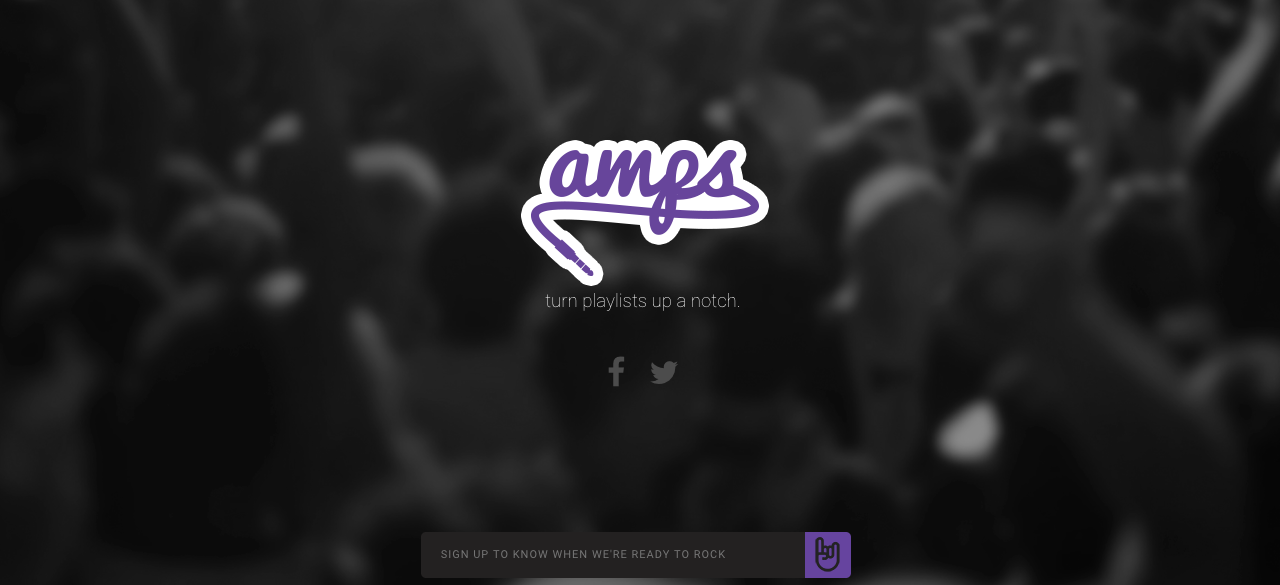 amps
turn playlists up a notch.
SIGN UP TO KNOW WHEN WE'RE READY TO ROCK